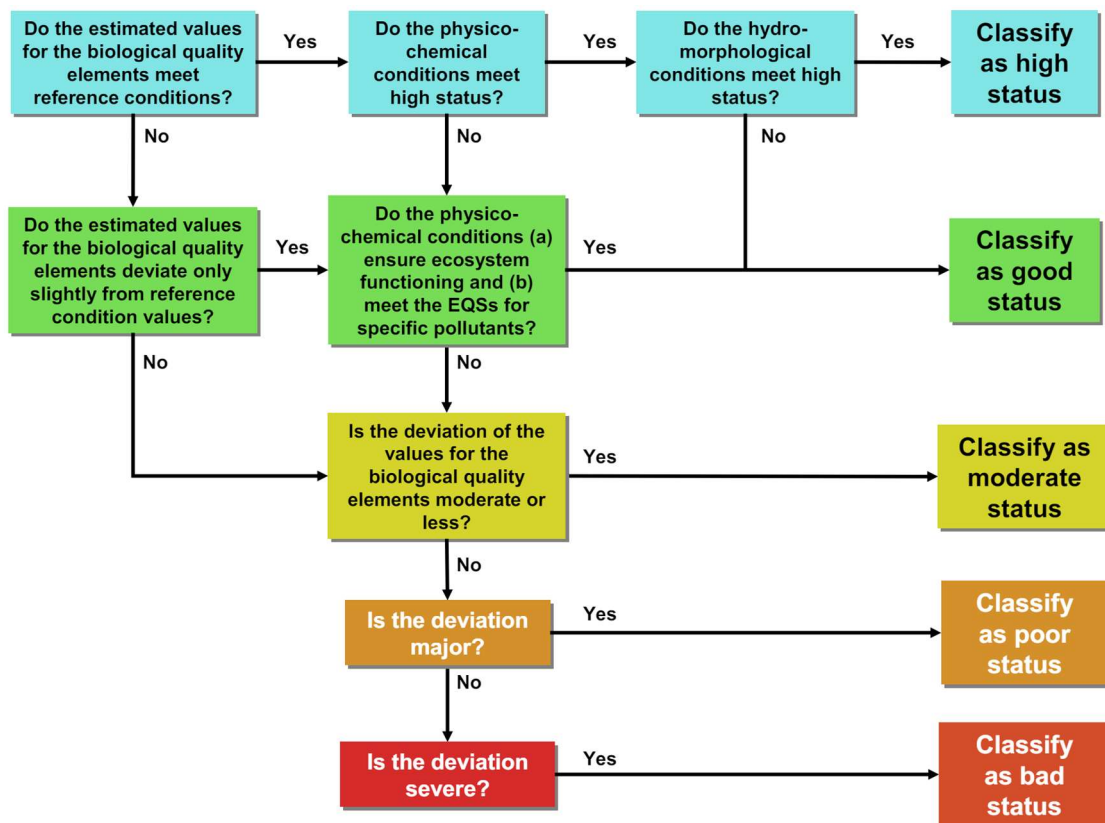 Do the estimated values
for the biological quality
elements meet
reference conditions?
Yes
Do the physico-
chemical
conditions meet
high status?
Yes
Do the hydro-
morphological
conditions meet high
status?
Yes
Classify
as high
status
No
No
No
Do the estimated values
for the biological quality
elements deviate only
slightly from reference
condition values?
Yes
Do the physico-
chemical conditions (a)
ensure ecosystem
functioning and (b)
meet the EQSs for
specific pollutants?
Yes
Classify
as good
status
No
No
Is the deviation of the
values for the
biological quality
elements moderate or
less?
Yes
Classify as
moderate
status
No
Is the deviation
major?
Yes
Classify
as poor
status
No
Is the deviation
severe?
Yes
Classify
as bad
status